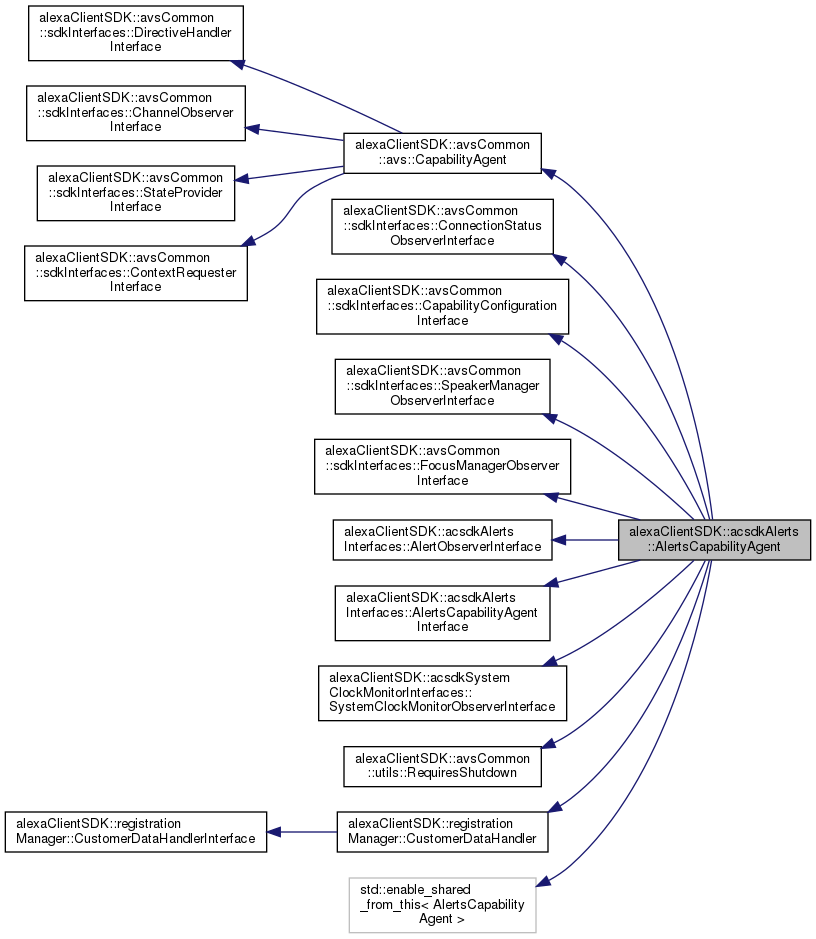 alexaClientSDK::avsCommon
::sdkInterfaces::DirectiveHandler
Interface
alexaClientSDK::avsCommon
::sdkInterfaces::ChannelObserver
Interface
alexaClientSDK::avsCommon
::sdkInterfaces::StateProvider
Interface
alexaClientSDK::avsCommon
::sdkInterfaces::ContextRequester
Interface
alexaClientSDK::avsCommon
::avs::CapabilityAgent
alexaClientSDK::avsCommon
::sdkInterfaces::ConnectionStatus
ObserverInterface
alexaClientSDK::avsCommon
::sdkInterfaces::CapabilityConfiguration
Interface
alexaClientSDK::avsCommon
::sdkInterfaces::SpeakerManager
ObserverInterface
alexaClientSDK::avsCommon
::sdkInterfaces::FocusManagerObserver
Interface
alexaClientSDK::acsdkAlerts
Interfaces::AlertObserverInterface
alexaClientSDK::acsdkAlerts
Interfaces::AlertsCapabilityAgent
Interface
alexaClientSDK::acsdkSystem
ClockMonitorInterfaces::
SystemClockMonitorObserverInterface
alexaClientSDK::avsCommon
::utils::RequiresShutdown
alexaClientSDK::registration
Manager::CustomerDataHandlerInterface
alexaClientSDK::registration
Manager::CustomerDataHandler
std::enable_shared
_from_this< AlertsCapability
Agent >
alexaClientSDK::acsdkAlerts
::AlertsCapabilityAgent